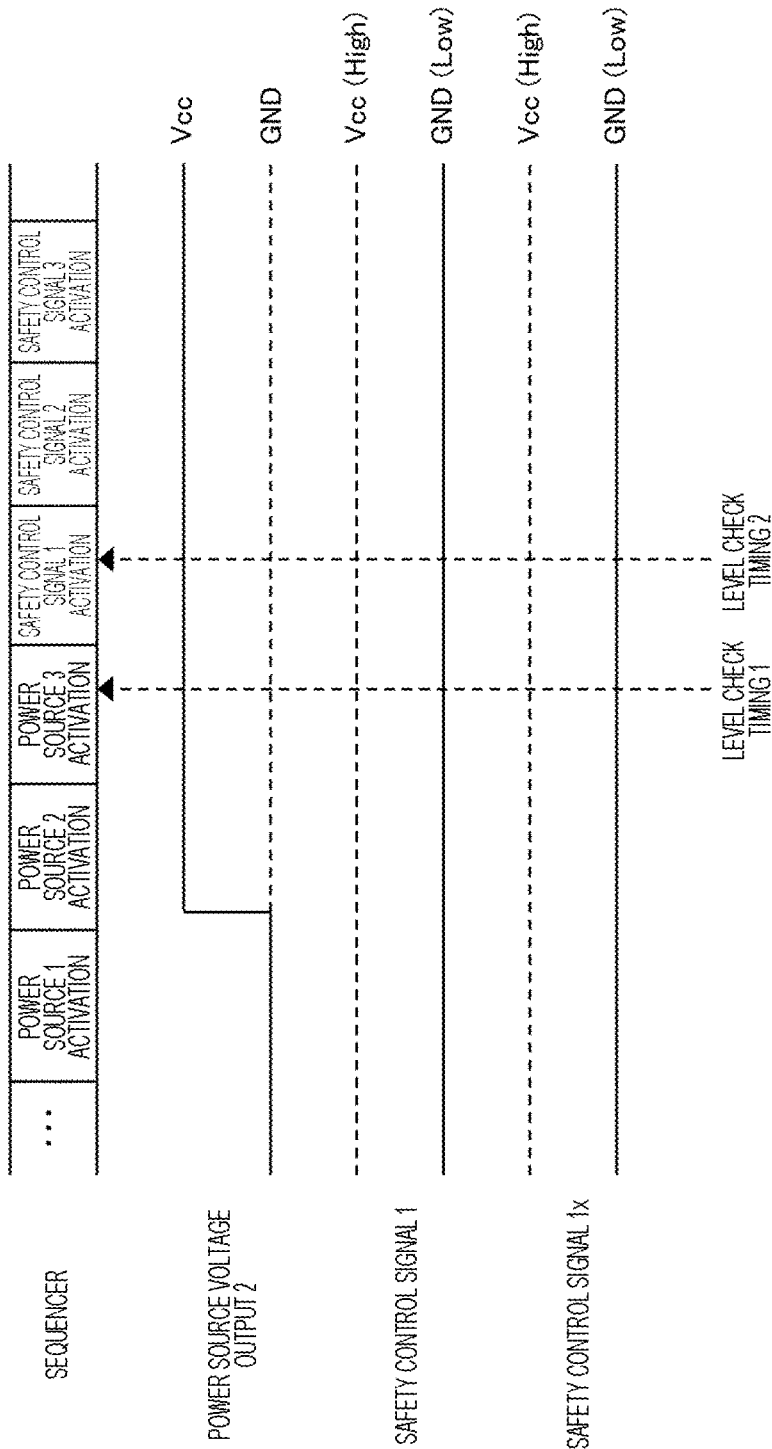 SEQUENCER
...
POWER
SOURCE 1
ACTIVATION
POWER
SOURCE 2
ACTIVATION
POWER
SOURCE 3
ACTIVATION
SAFETY CONTROL
SIGNAL 1
ACTIVATION
SAFETY CONTROL
SIGNAL 2
ACTIVATION
SAFETY CONTROL
SIGNAL 3
ACTIVATION
POWER SOURCE VOLTAGE
OUTPUT 2
Vcc
GND
SAFETY CONTROL SIGNAL 1
Vcc (High)
GND (Low)
SAFETY CONTROL SIGNAL 1x
Vcc (High)
GND (Low)
LEVEL CHECK
TIMING 1
LEVEL CHECK
TIMING 2